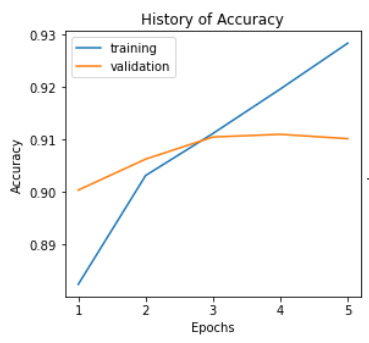 History of Accuracy
training
validation
0.93
0.92
0.91
0.90
0.89
Accuracy
1 2 3 4 5
Epochs